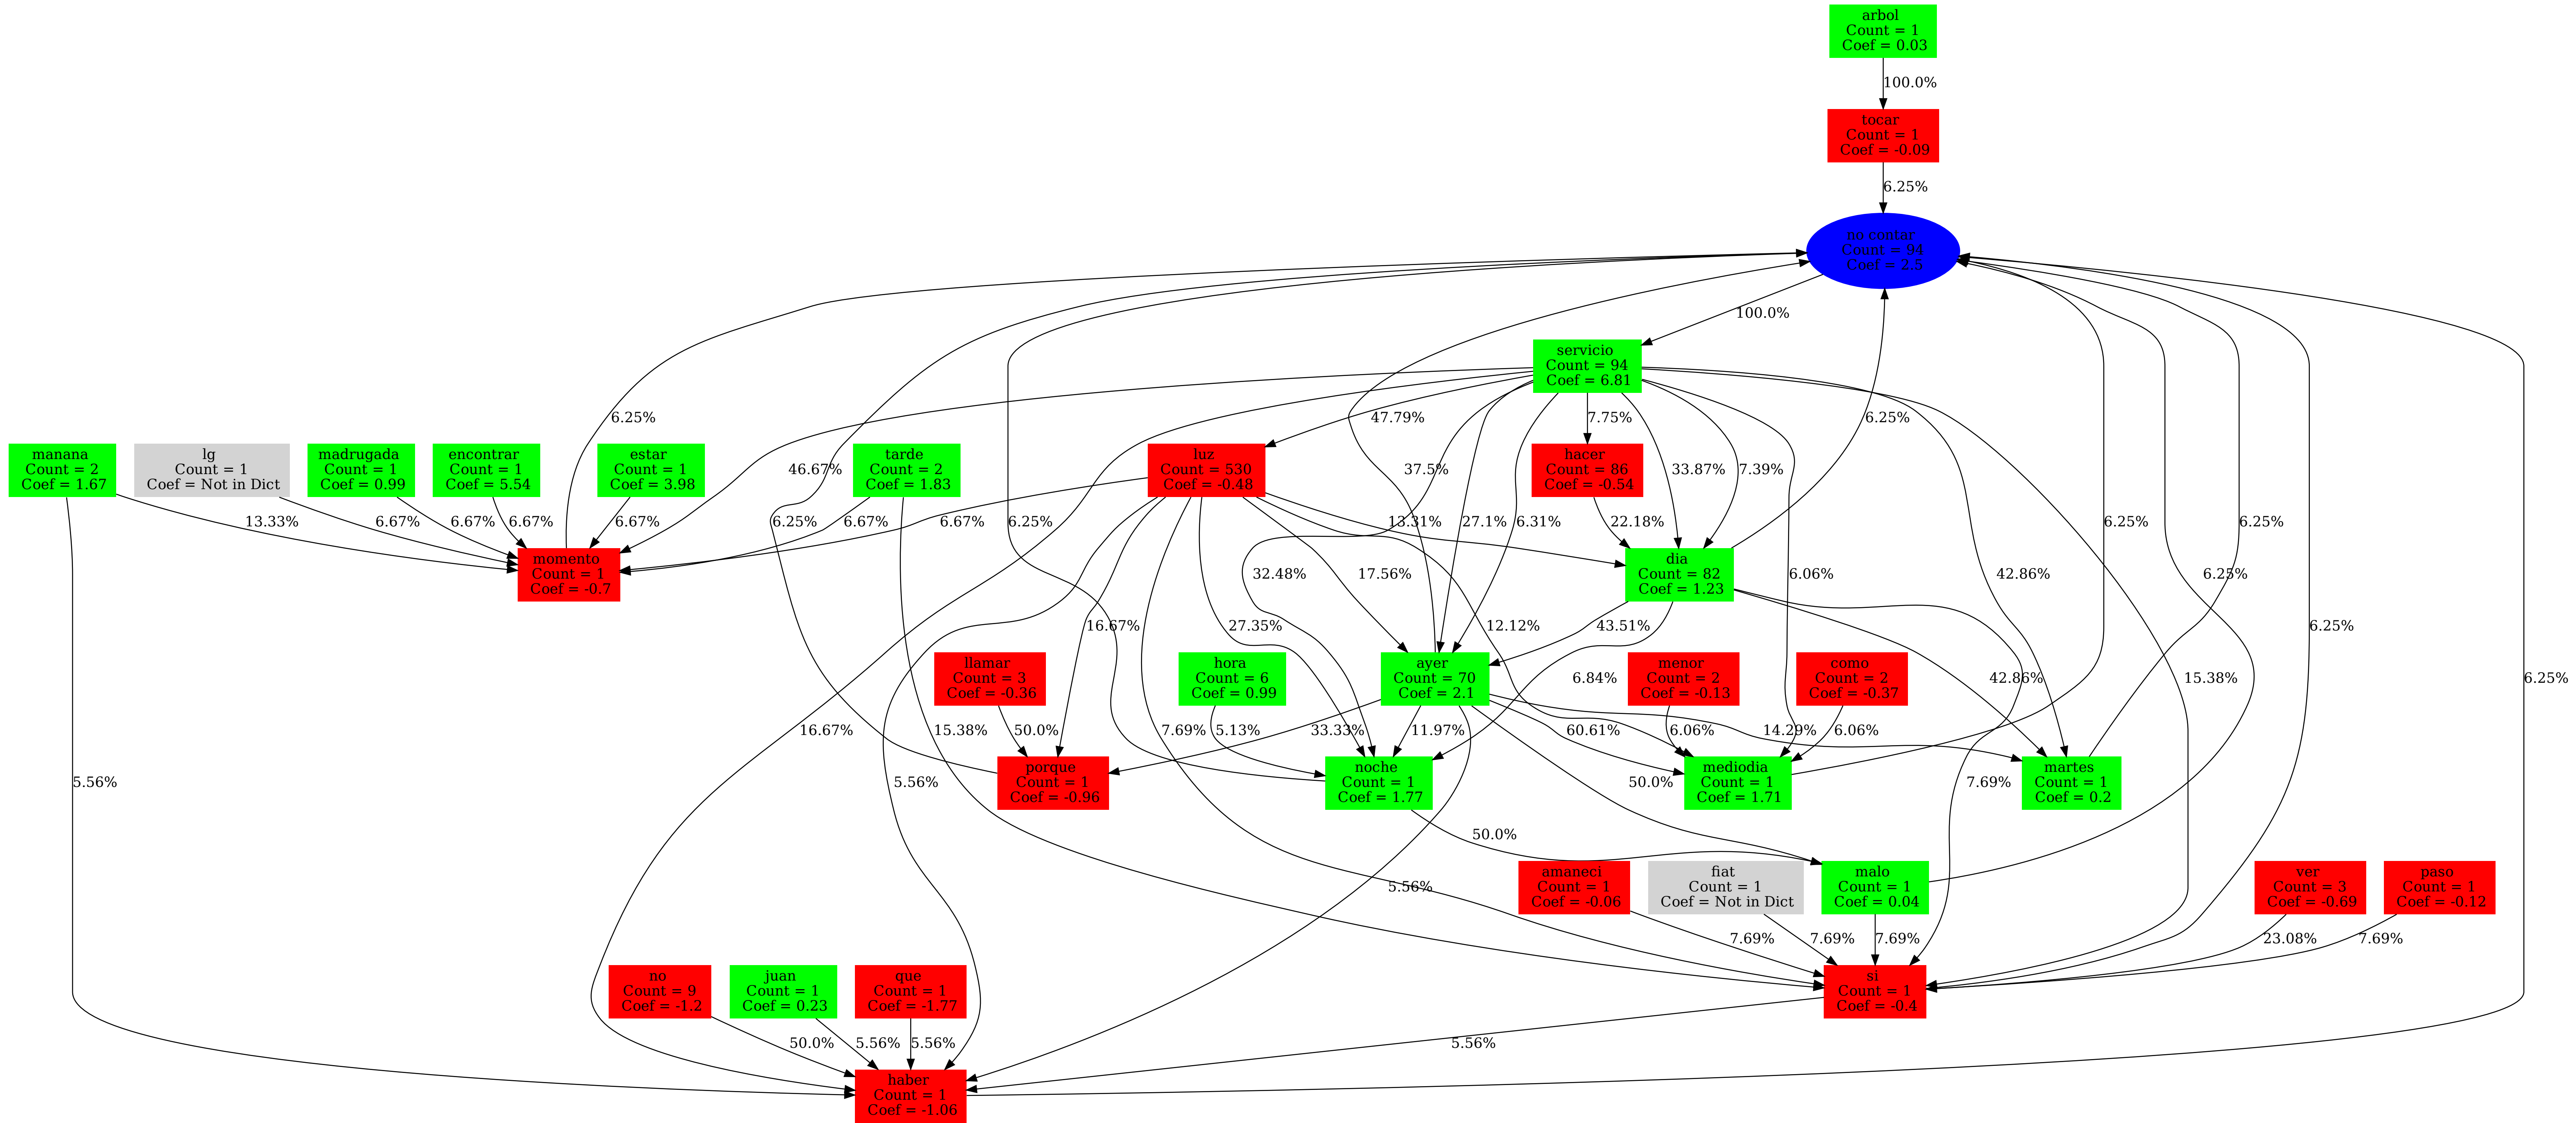 arbol
Count = 1
Coef = 0.03
100.0%
tocar
Count = 1
Coef = -0.09
6.25%
no contar
Count = 94
Coef = 2.5
100.0%
servicio
Count = 94
Coef = 6.81
6.25%
47.79%
7.75%
6.25%
manana
Count = 2
Coef = 1.67
lg
Count = 1
Coef = Not in Dict
madrugada
Count = 1
Coef = 0.99
encontrar
Count = 1
Coef = 5.54
estar
Count = 1
Coef = 3.98
tarde
Count = 2
Coef = 1.83
luz
Count = 530
Coef = -0.48
hacer
Count = 86
Coef = -0.54
46.67%
37.5%
33.87%
7.39%
13.33%
6.67%
6.67%
6.67%
6.67%
6.25%
6.67%
6.67%
6.25%
13.31%
27.1%
6.31%
22.18%
6.25%
6.25%
momento
Count = 1
Coef = -0.7
dia
Count = 82
Coef = 1.23
32.48%
17.56%
6.06%
42.86%
6.25%
16.67%
27.35%
12.12%
43.51%
6.25%
llamar
Count = 3
Coef = -0.36
hora
Count = 6
Coef = 0.99
ayer
Count = 70
Coef = 2.1
menor
Count = 2
Coef = -0.13
como
Count = 2
Coef = -0.37
6.84%
42.86%
15.38%
6.25%
16.67%
15.38%
50.0%
7.69%
5.13%
33.33%
11.97%
60.61%
6.06%
14.29%
6.06%
porque
Count = 1
Coef = -0.96
noche
Count = 1
Coef = 1.77
mediodia
Count = 1
Coef = 1.71
martes
Count = 1
Coef = 0.2
5.56%
5.56%
50.0%
7.69%
50.0%
amaneci
Count = 1
Coef = -0.06
fiat
Count = 1
Coef = Not in Dict
malo
Count = 1
Coef = 0.04
ver
Count = 3
Coef = -0.69
paso
Count = 1
Coef = -0.12
5.56%
7.69%
7.69%
7.69%
23.08%
7.69%
no
Count = 9
Coef = -1.2
juan
Count = 1
Coef = 0.23
que
Count = 1
Coef = -1.77
si
Count = 1
Coef = -0.4
50.0%
5.56%
5.56%
5.56%
haber
Count = 1
Coef = -1.06